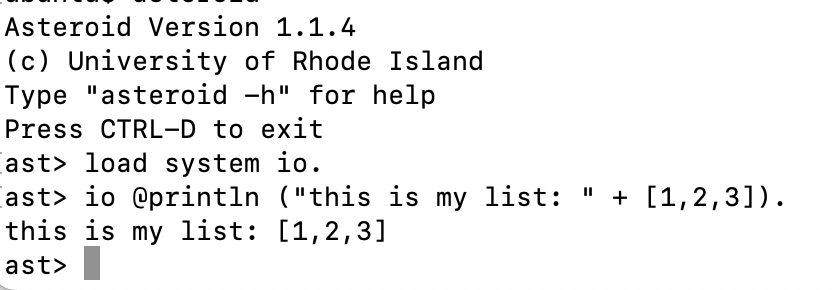 Asteroid Version 1.1.4
(c) University of Rhode Island
Type "asteroid -h" for help
Press CTRL-D to exit
[ast> load system io.
[ast> io @println ("this is my list: " + [1,2,3]).
this is my list: [1,2,3]
ast>